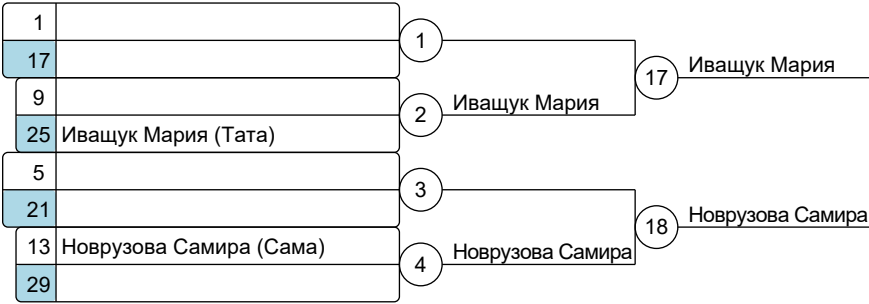 1
1
17
17 Иващук Мария
9
2 Иващук Мария
25 Иващук Мария (Тата)
5
3
21
18 Новрузова Самира
13 Новрузова Самира (Сама)
4 Новрузова Самира
29